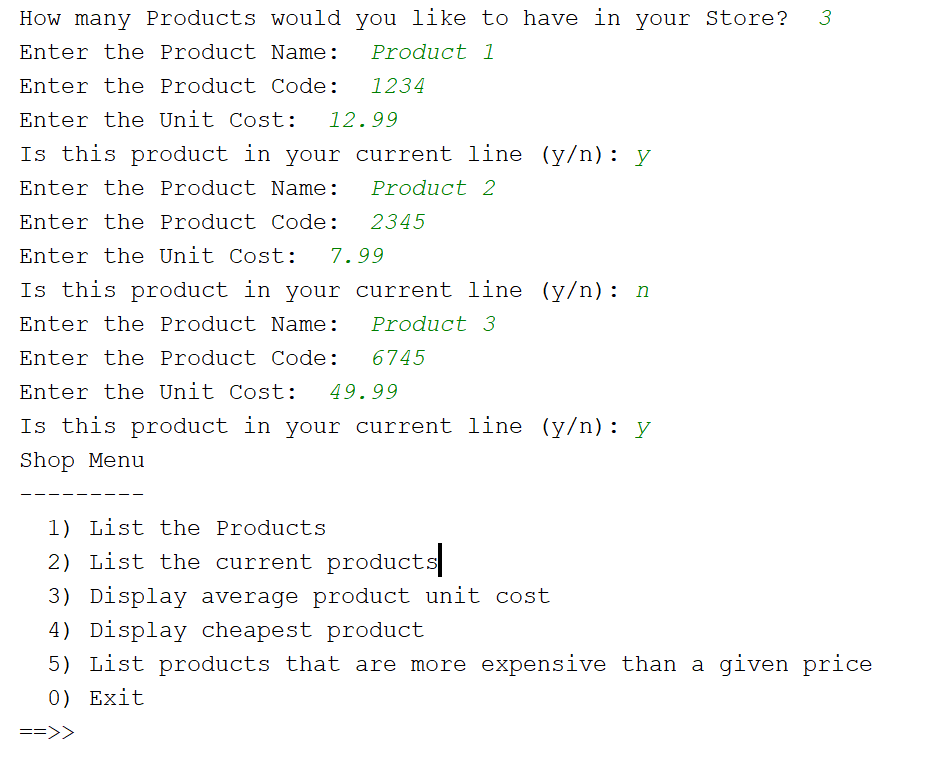 How many Products would you like to have in your Store?  3
Enter the Product Name:  Product 1
Enter the Product Code:  1234
Enter the Unit Cost:  12.99
Is this product in your current line (y/n): y
Enter the Product Name:  Product 2
Enter the Product Code:  2345
Enter the Unit Cost:  7.99
Is this product in your current line (y/n): n
Enter the Product Name:  Product 3
Enter the Product Code:  6745
Enter the Unit Cost:  49.99
Is this product in your current line (y/n): y
Shop Menu
---------
  1) List the Products
  2) List the current products
  3) Display average product unit cost
  4) Display cheapest product
  5) List products that are more expensive than a given price
  0) Exit
==>>